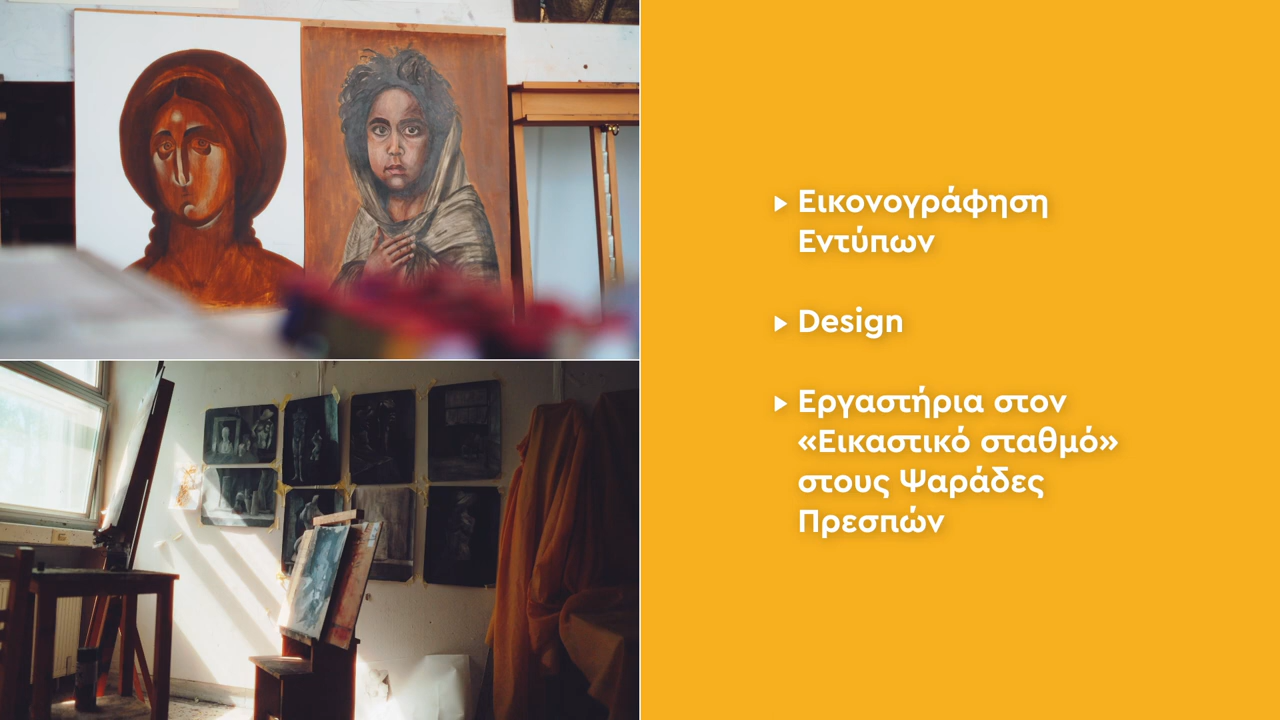 Εικονογράφηση
Εντύπων
Design
Εργαστήρια στον
«Εικαστικό σταθμό»
στους Ψαράδες
Πρεσπών